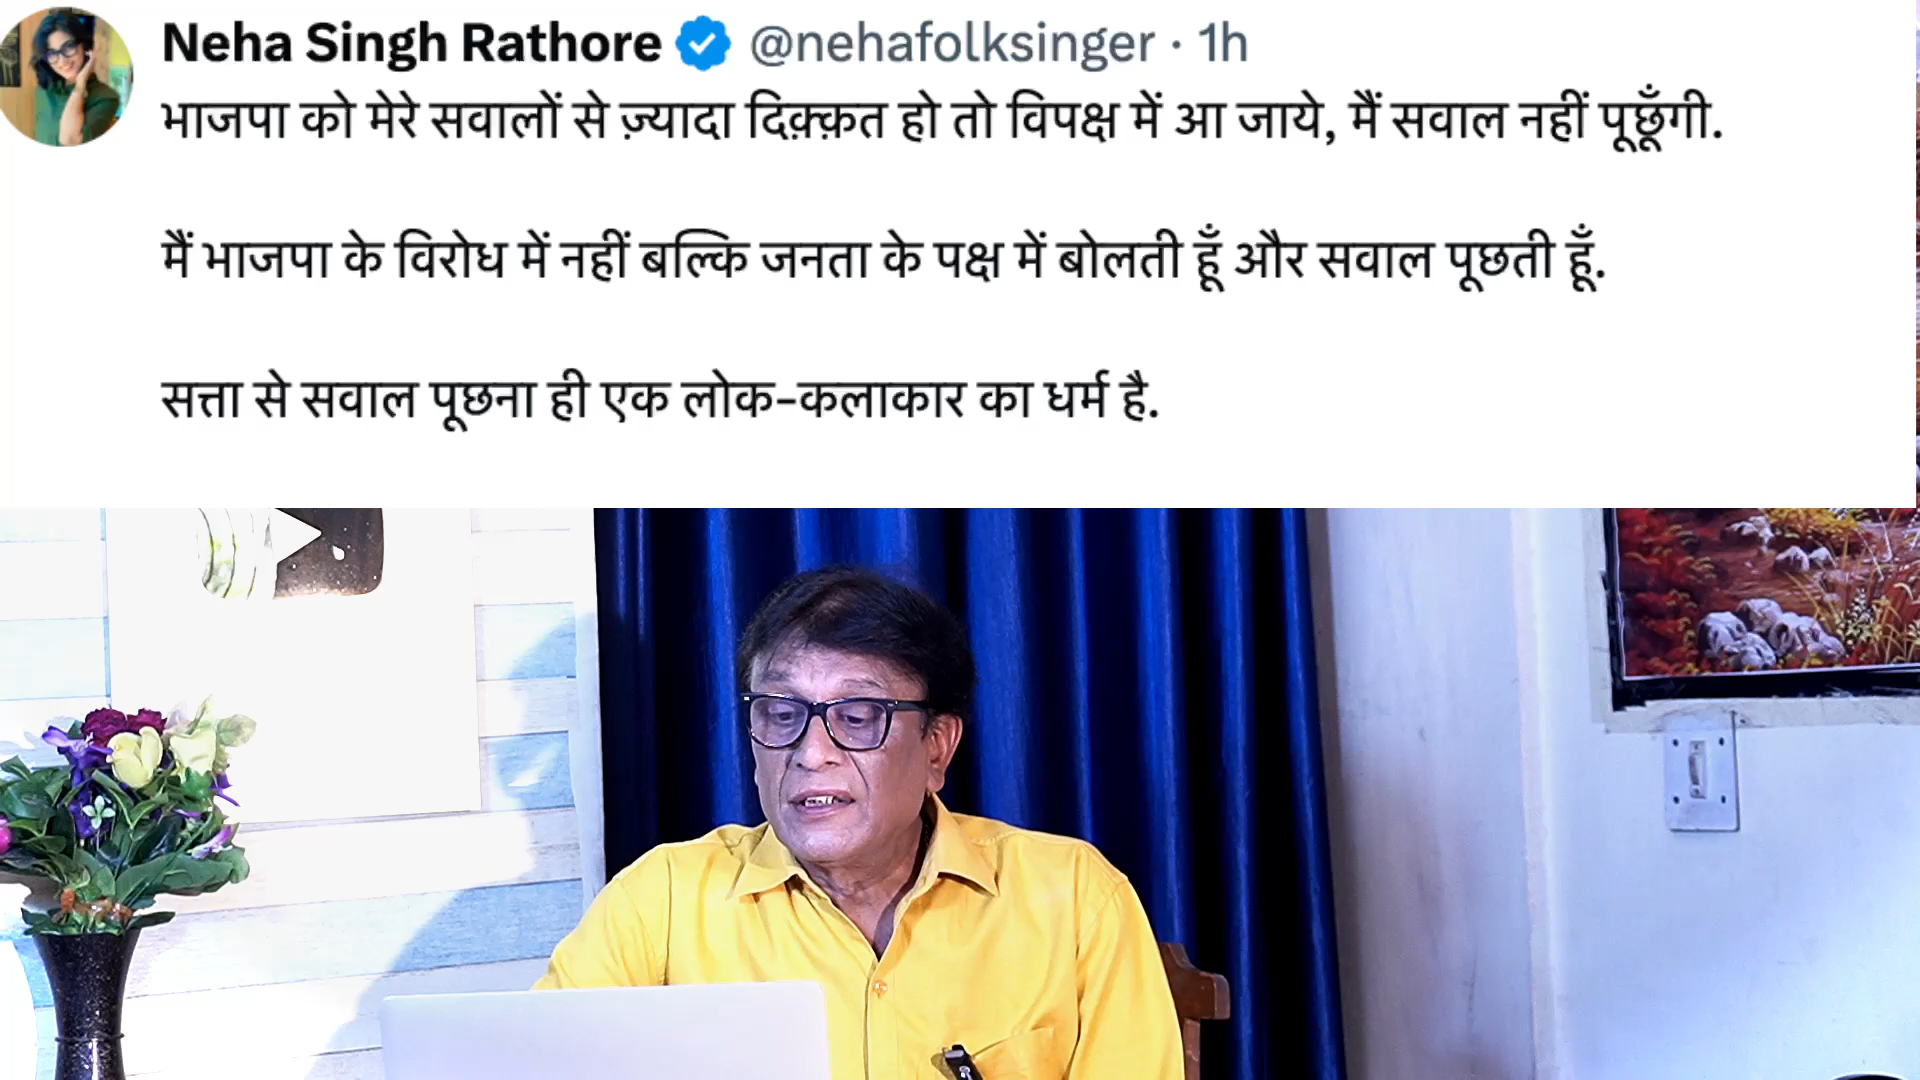 Neha Singh Rathore @nehafolksinger · 1h
भाजपा को मेरे सवालों से ज़्यादा दिक़्क़त हो तो विपक्ष में आ जाये, मैं सवाल नहीं पूछूँगी.
मैं भाजपा के विरोध में नहीं बल्कि जनता के पक्ष में बोलती हूँ और सवाल पूछती हूँ.
सत्ता से सवाल पूछना ही एक लोक-कलाकार का धर्म है.